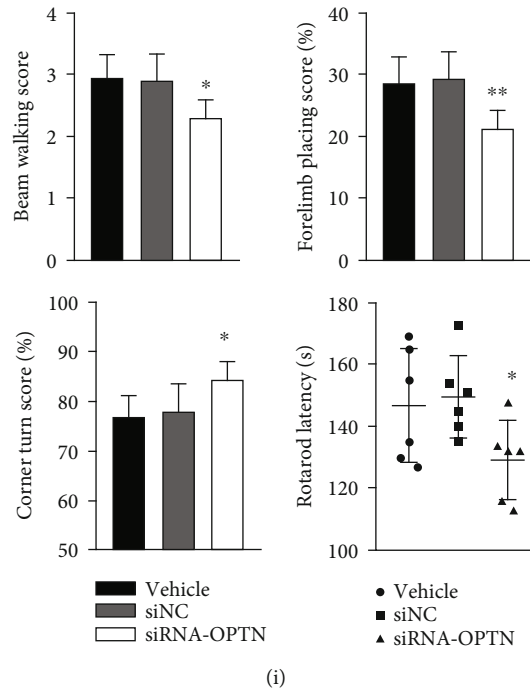 Beam walking score
4
3
2
1
0
*
Forelimb placing score (%)
40
30
20
10
0
**
Corner turn score (%)
100
90
80
70
60
50
*
Rotarod latency (s)
180
160
140
120
100
*
Vehicle
siNC
siRNA-OPTN
Vehicle
siNC
siRNA-OPTN
(i)